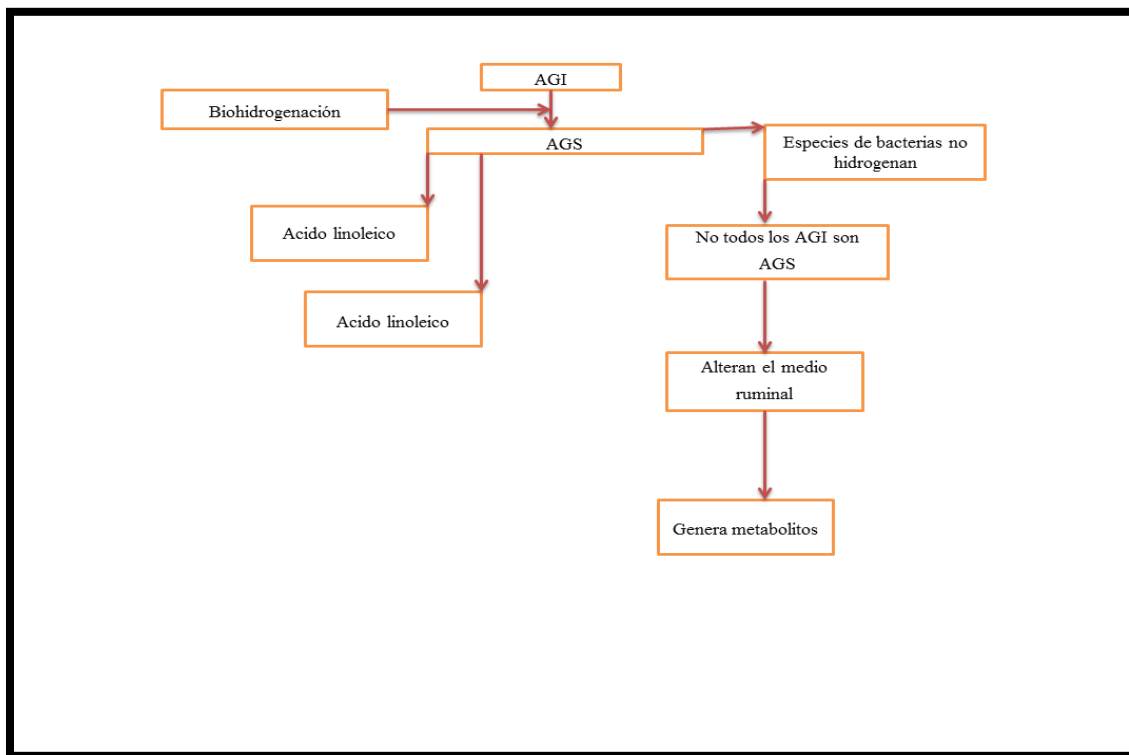 AGI
Biohidrogenación
AGS
Especies de bacterias no
hidrogenan
Acido linoleico
No todos los AGI son
AGS
Acido linoleico
Alteran el medio
ruminal
Genera metabolitos